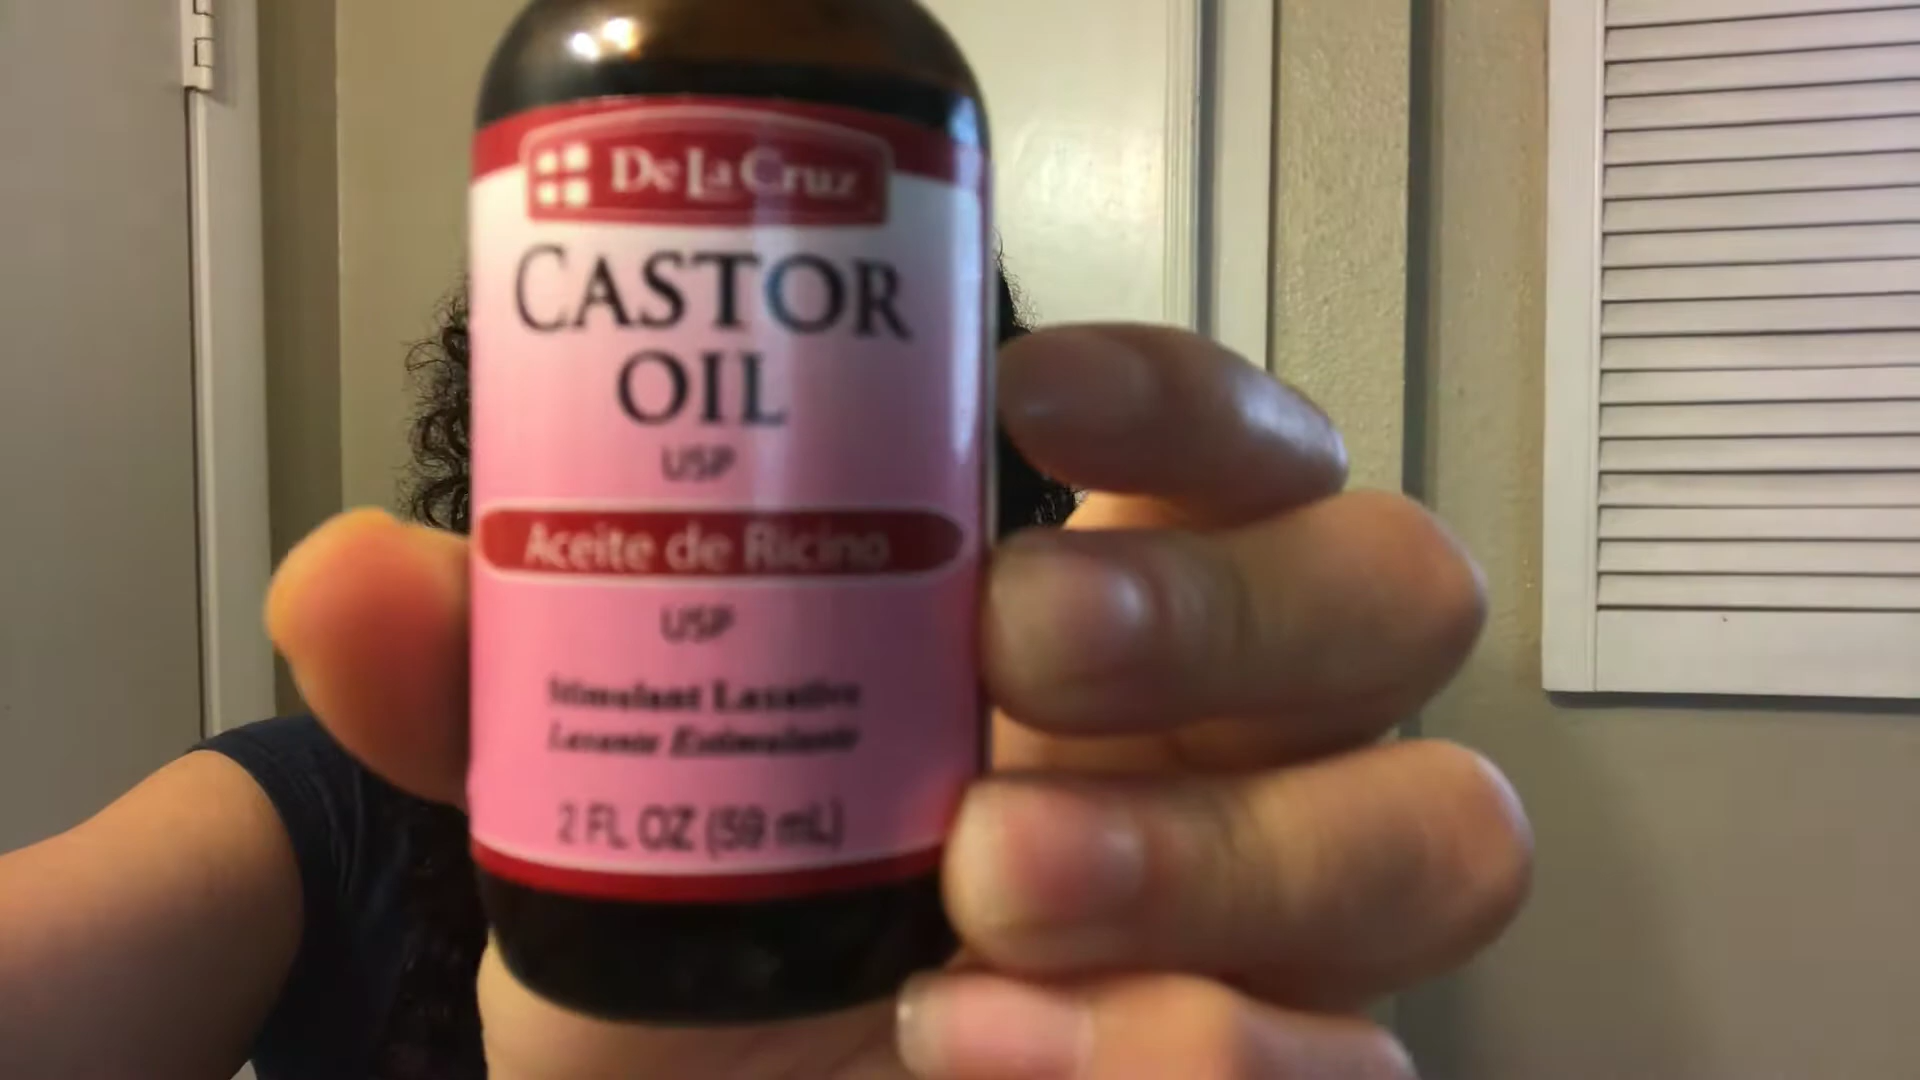 De La Cruz
CASTOR
OIL
USP
Aceite de Ricino
USP
Stimulant Laxative
Laxante Estimulante
2 FL OZ (59 mL)